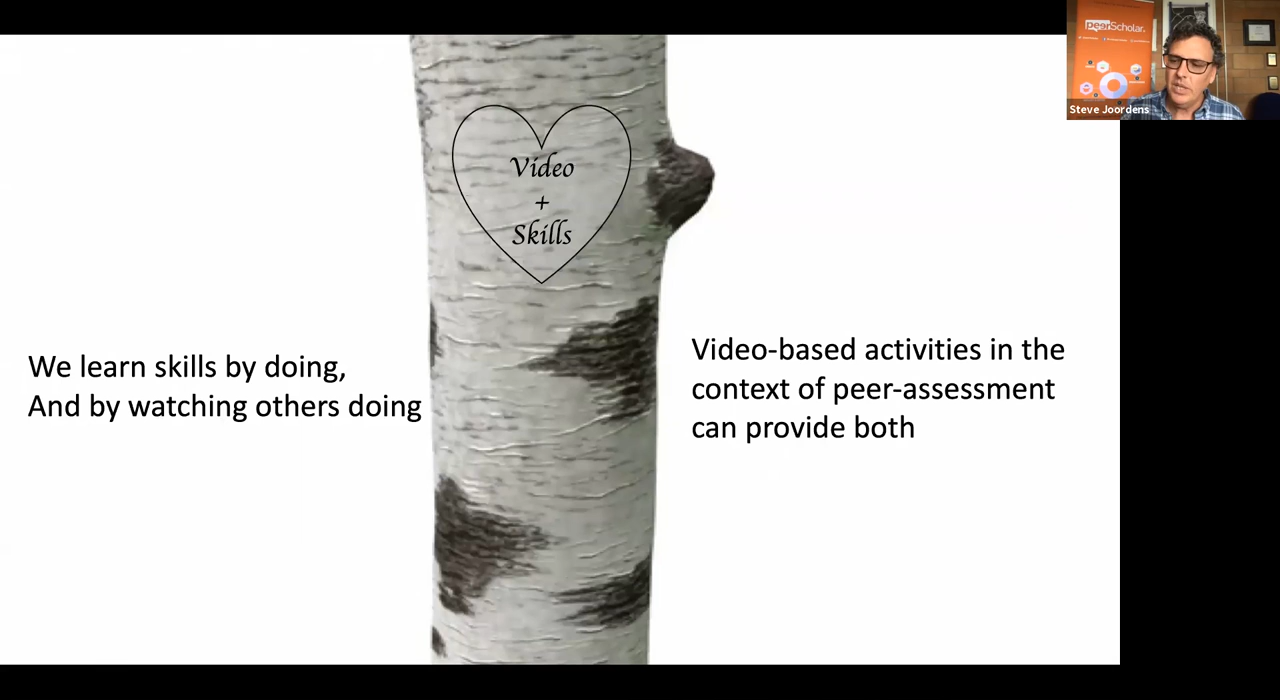 peerScholar.
Steve Joordens
Video
+
Skills
We learn skills by doing,
And by watching others doing
Video-based activities in the
context of peer-assessment
can provide both